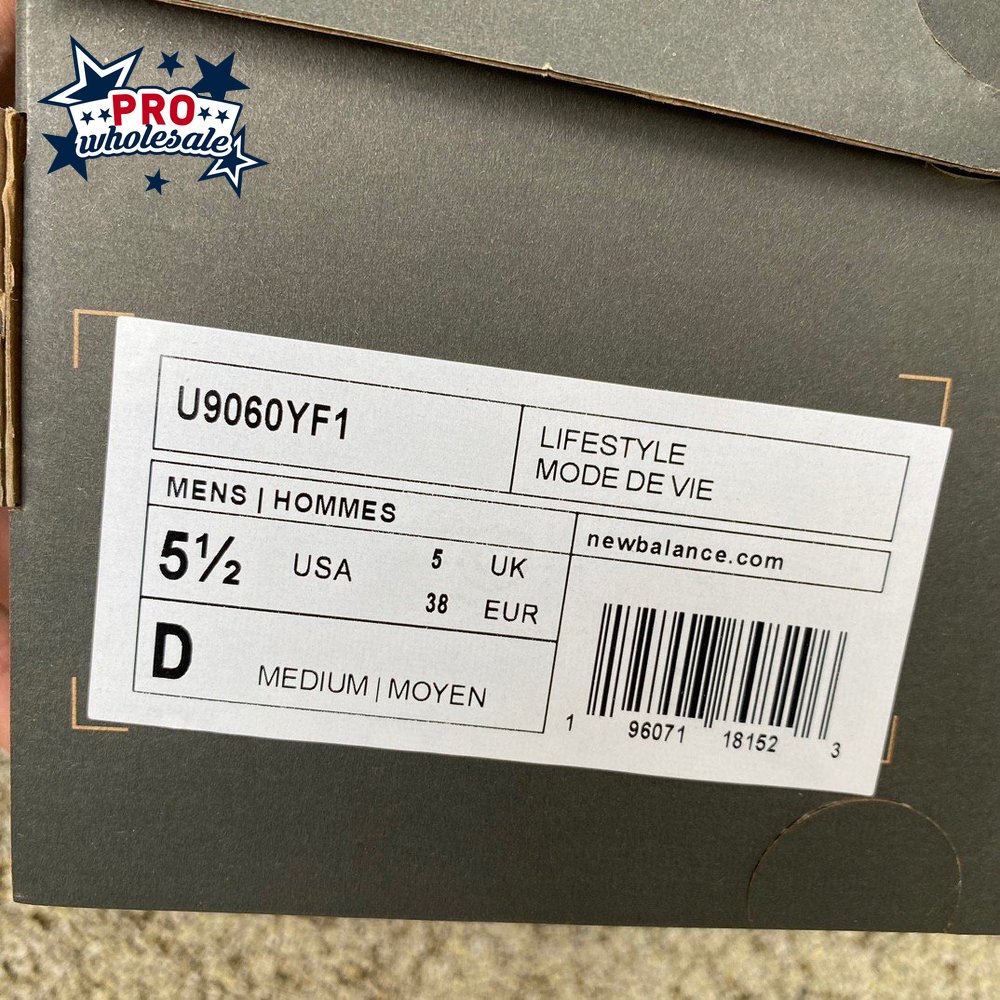 PRO
wholesale
U9060YF1
LIFESTYLE
MODE DE VIE
MENS | HOMMES
newbalance.com
5½ USA 5 UK
38 EUR
D MEDIUM | MOYEN
1 96071 18152 3